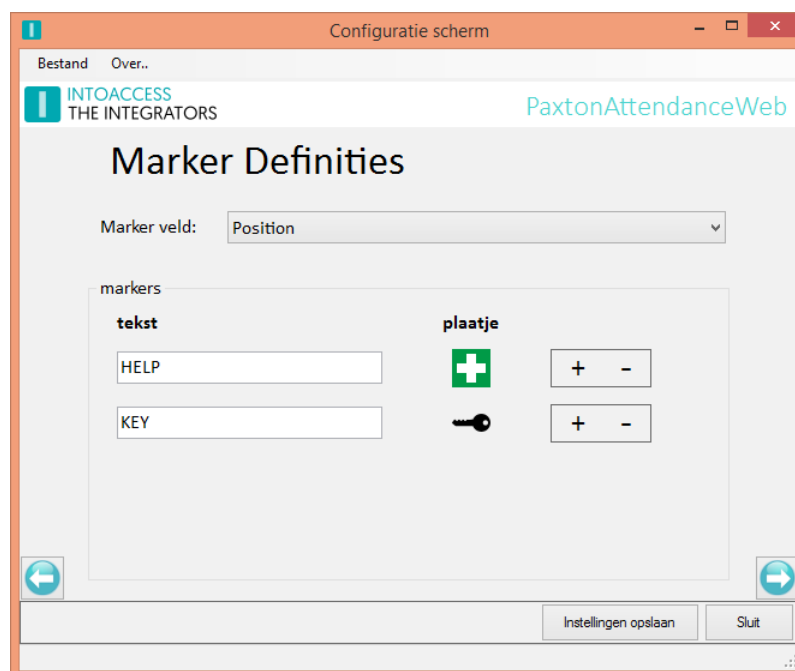 Configuratie scherm
Bestand Over..
INTOACCESS
THE INTEGRATORS
PaxtonAttendanceWeb
Marker Definities
Marker veld: Position
markers
tekst plaatje
HELP + -
KEY + -
Instellingen opslaan Sluit